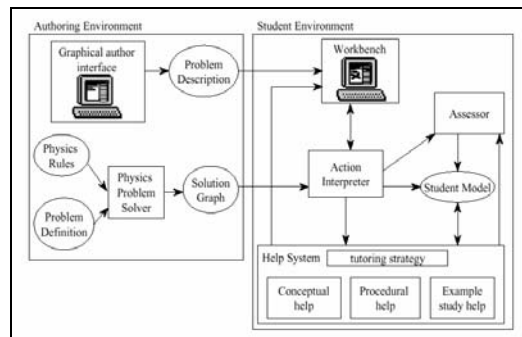 Authoring Environment
Student Environment
Graphical author
interface
Problem
Description
Workbench
Assessor
Physics
Rules
Physics
Problem
Solver
Solution
Graph
Action
Interpreter
Student Model
Problem
Definition
Help System
tutoring strategy
Conceptual
help
Procedural
help
Example
study help